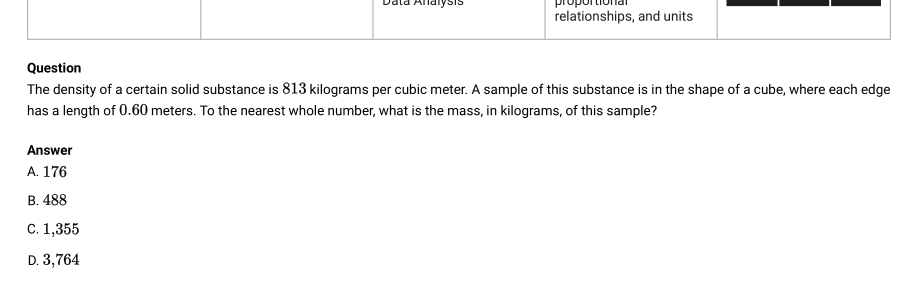 Data Analysis
proportional
relationships, and units
Question
The density of a certain solid substance is 813 kilograms per cubic meter. A sample of this substance is in the shape of a cube, where each edge
has a length of 0.60 meters. To the nearest whole number, what is the mass, in kilograms, of this sample?
Answer
A. 176
B. 488
C. 1,355
D. 3,764